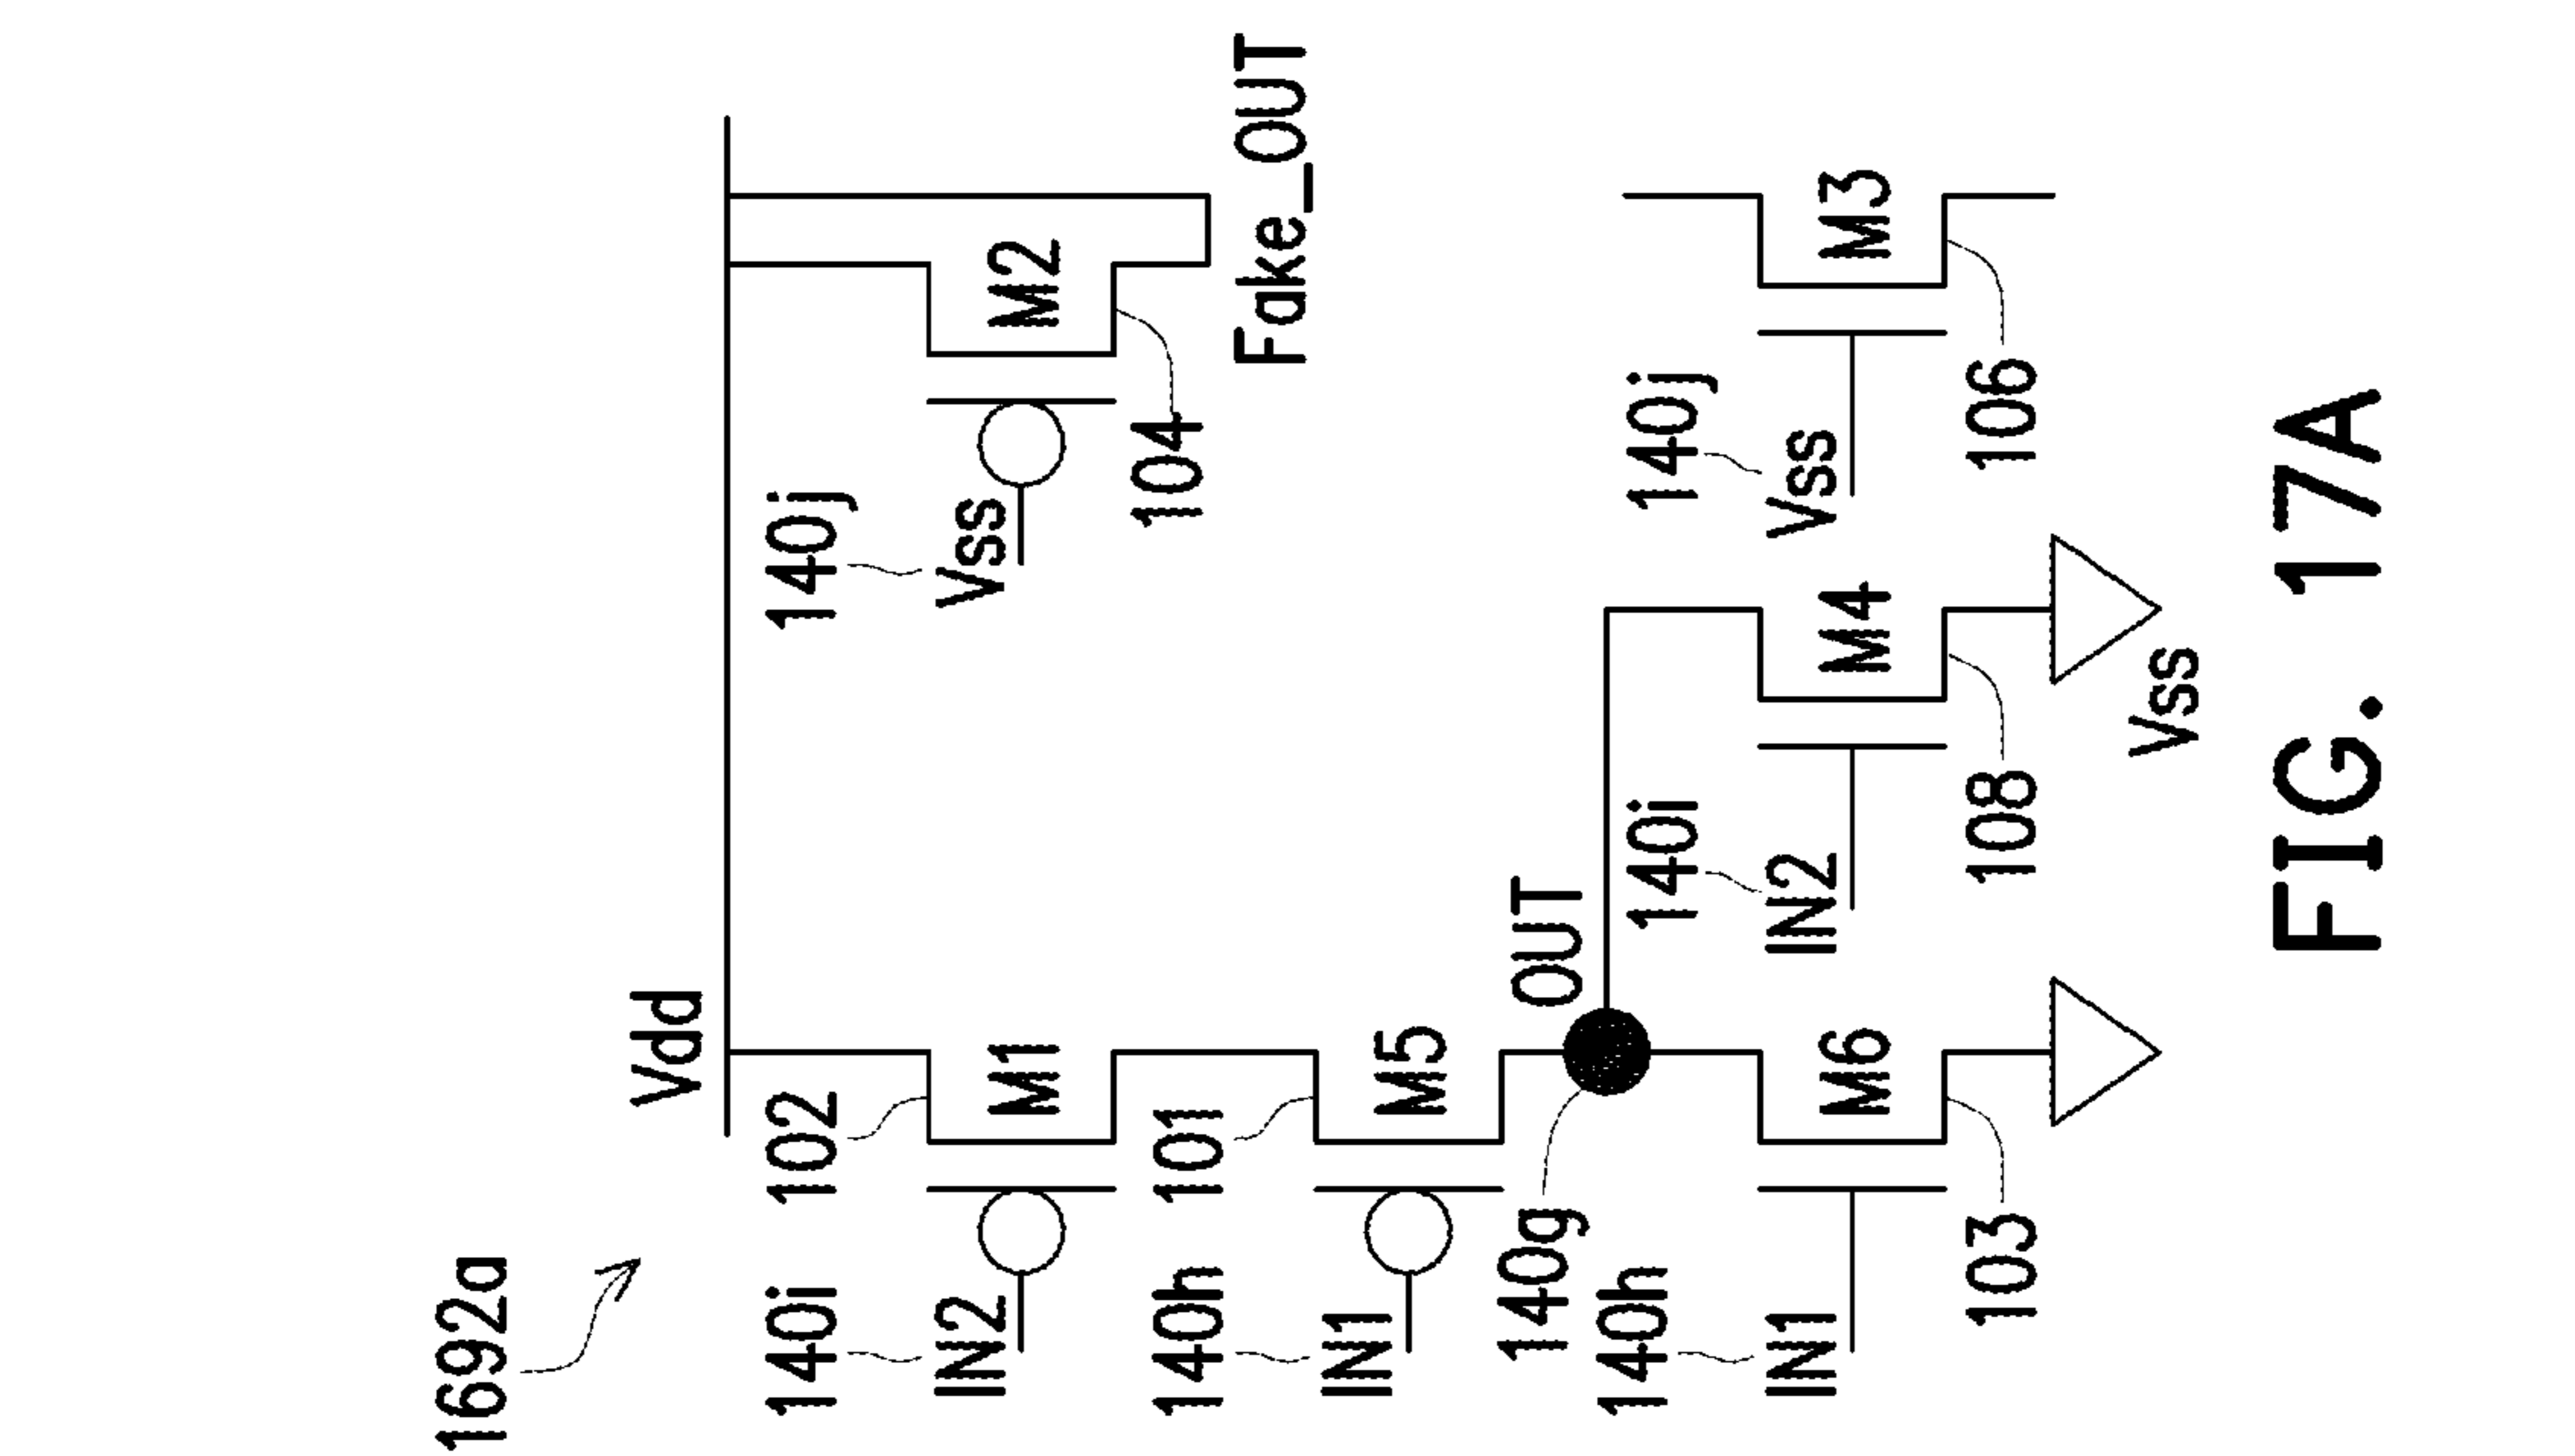 1692a
Vdd
140i
102
140j
IN2
M1
Vss
M2
140h
101
104
IN1
M5
Fake_OUT
140g
OUT
140h
140i
140j
IN1
M6
IN2
M4
Vss
M3
103
108
106
Vss
FIG. 17A